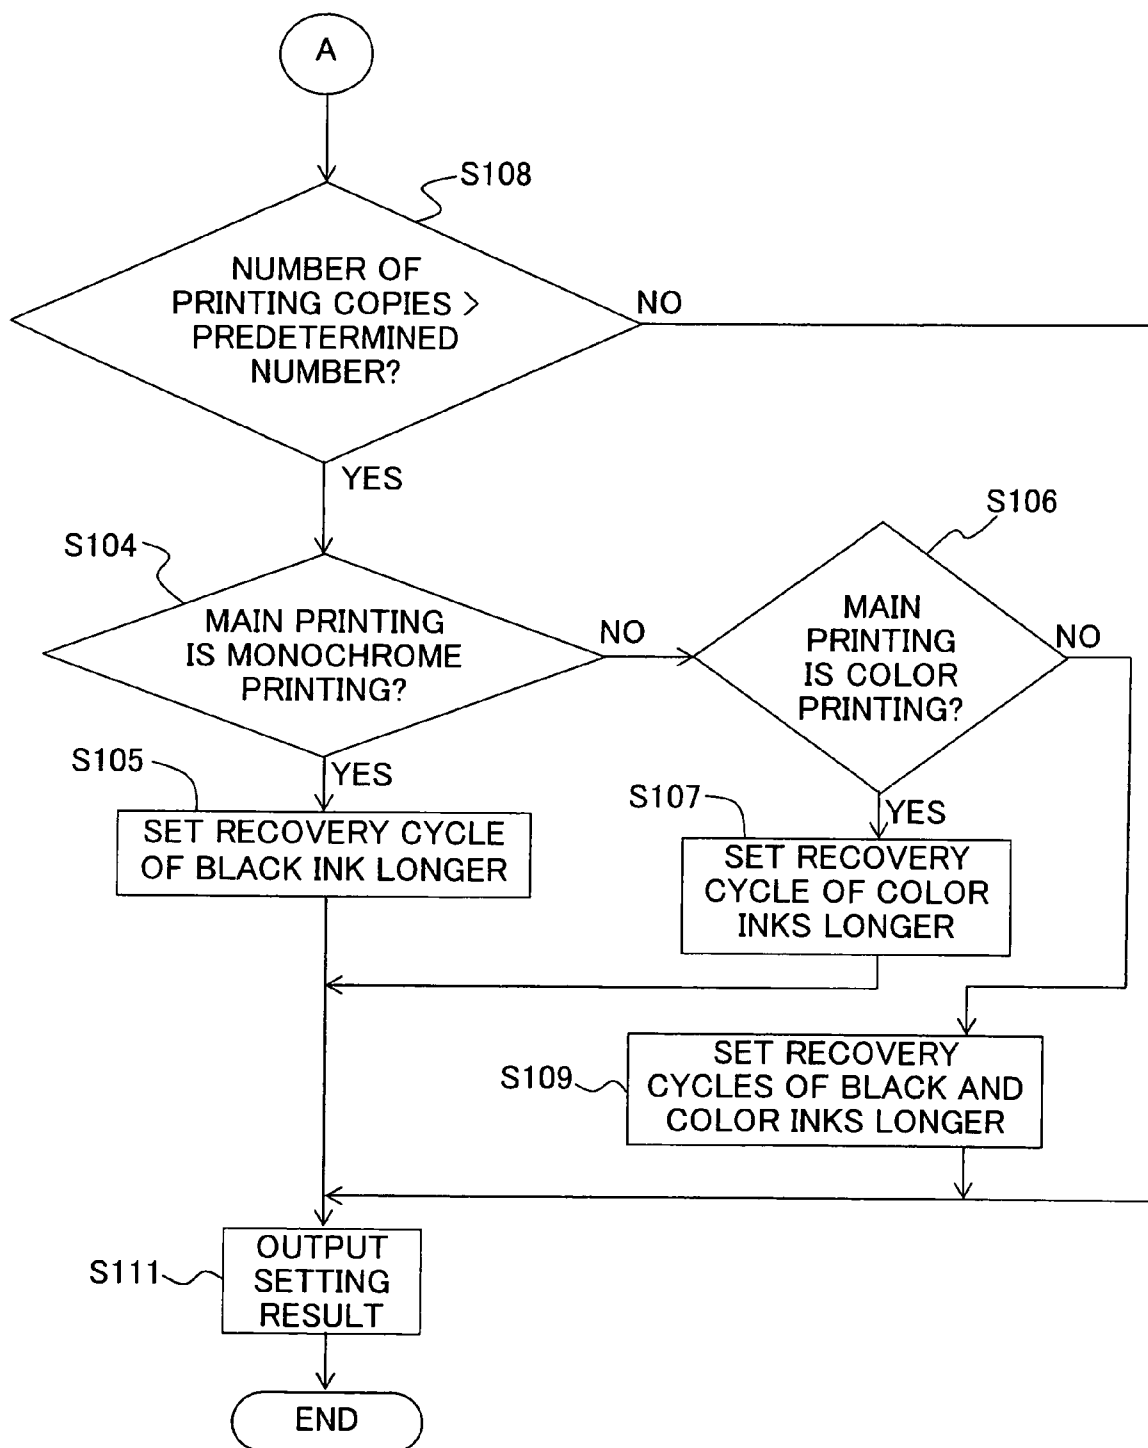 A
S108
NUMBER OF
PRINTING COPIES >
PREDETERMINED
NUMBER?
NO
YES
S104
MAIN PRINTING
IS MONOCHROME
PRINTING?
NO
S106
MAIN
PRINTING
IS COLOR
PRINTING?
NO
S105
YES
SET RECOVERY CYCLE
OF BLACK INK LONGER
S107
YES
SET RECOVERY
CYCLE OF COLOR
INKS LONGER
S109
SET RECOVERY
CYCLES OF BLACK AND
COLOR INKS LONGER
S111
OUTPUT
SETTING
RESULT
END